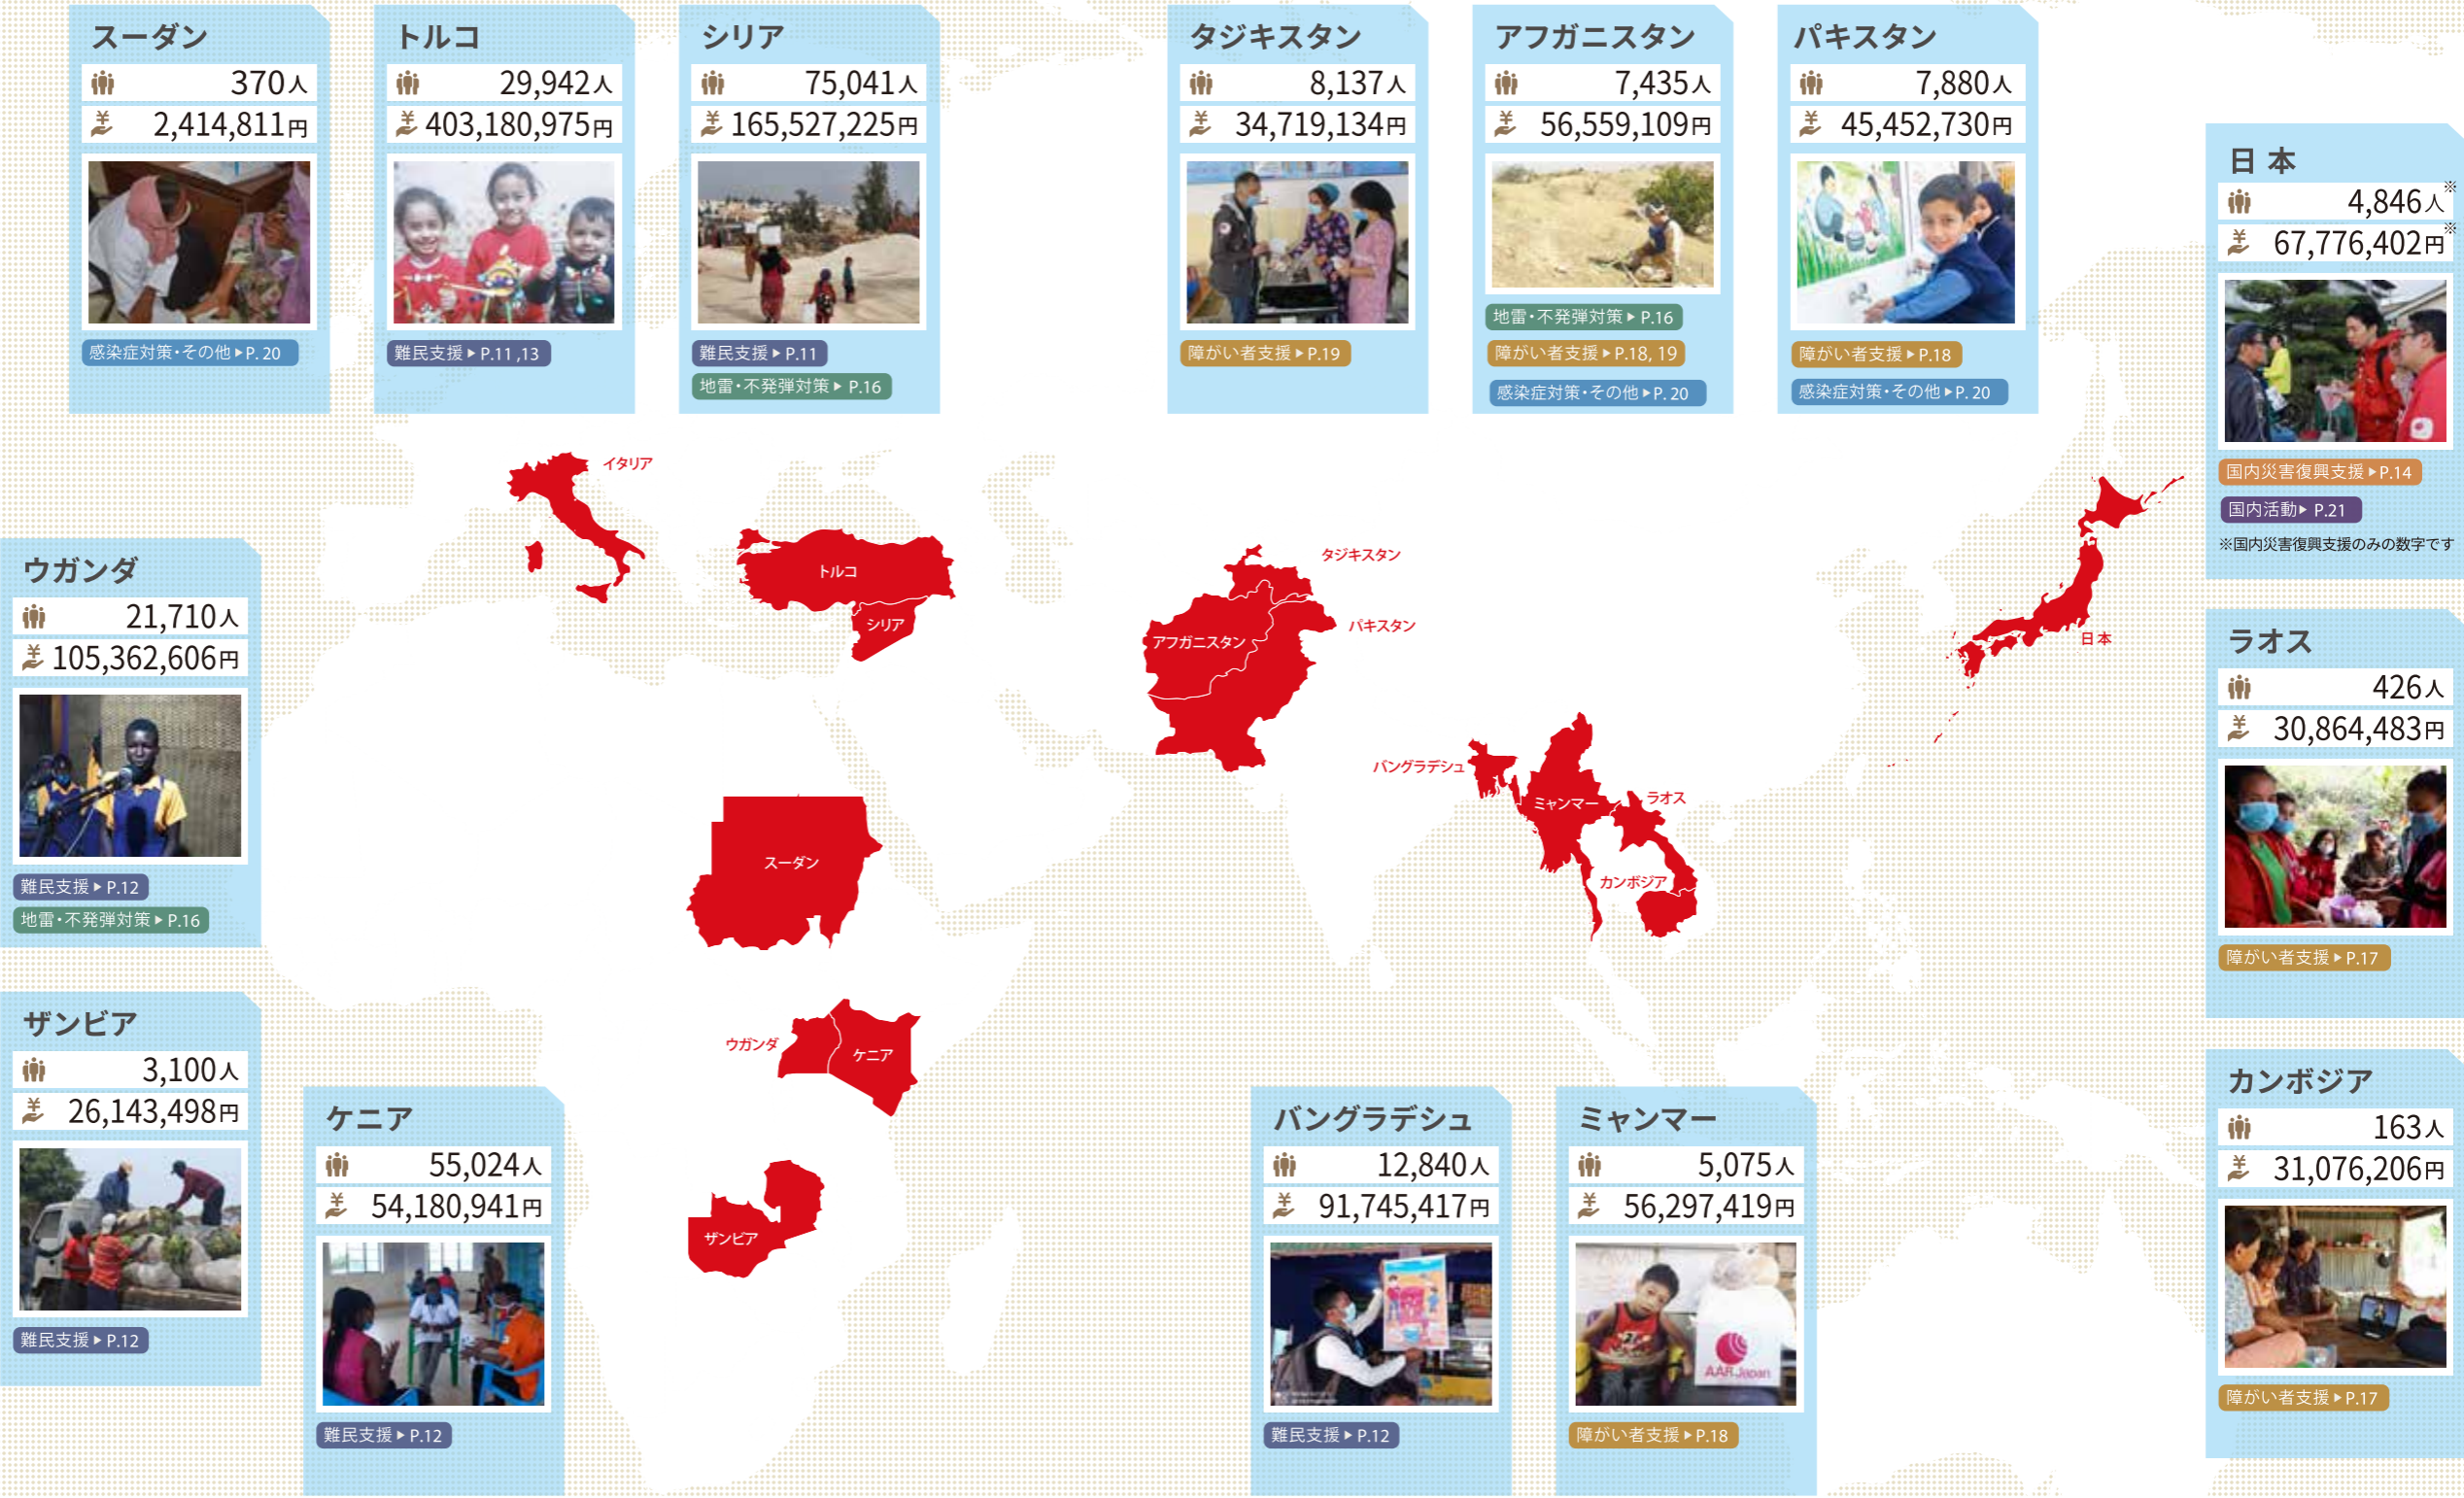 スーダン
370人
2,414,811円
感染症対策・その他▶P. 20
トルコ
29,942人
403,180,975円
難民支援▶P.11 ,13
シリア
75,041人
165,527,225円
難民支援▶P.11
地雷・不発弾対策▶ P.16
タジキスタン
8,137人
34,719,134円
障がい者支援▶P.19
アフガニスタン
7,435人
56,559,109円
地雷・不発弾対策▶ P.16
障がい者支援▶P.18, 19
感染症対策・その他▶P. 20
パキスタン
7,880人
45,452,730円
障がい者支援▶P.18
感染症対策・その他▶P. 20
日 本
4,846人※
67,776,402円※
国内災害復興支援▶P.14
国内活動▶ P.21
※国内災害復興支援のみの数字です
イタリア
トルコ
シリア
タジキスタン
パキスタン
アフガニスタン
日本
バングラデシュ
ミャンマー
ラオス
カンボジア
スーダン
ウガンダ
ケニア
ザンビア
ウガンダ
21,710人
105,362,606円
難民支援▶ P.12
地雷・不発弾対策▶ P.16
ラオス
426人
30,864,483円
障がい者支援▶P.17
ザンビア
3,100人
26,143,498円
難民支援▶ P.12
ケニア
55,024人
54,180,941円
難民支援▶ P.12
バングラデシュ
12,840人
91,745,417円
難民支援▶ P.12
ミャンマー
5,075人
56,297,419円
AAR Japan
障がい者支援▶P.18
カンボジア
163人
31,076,206円
障がい者支援▶P.17